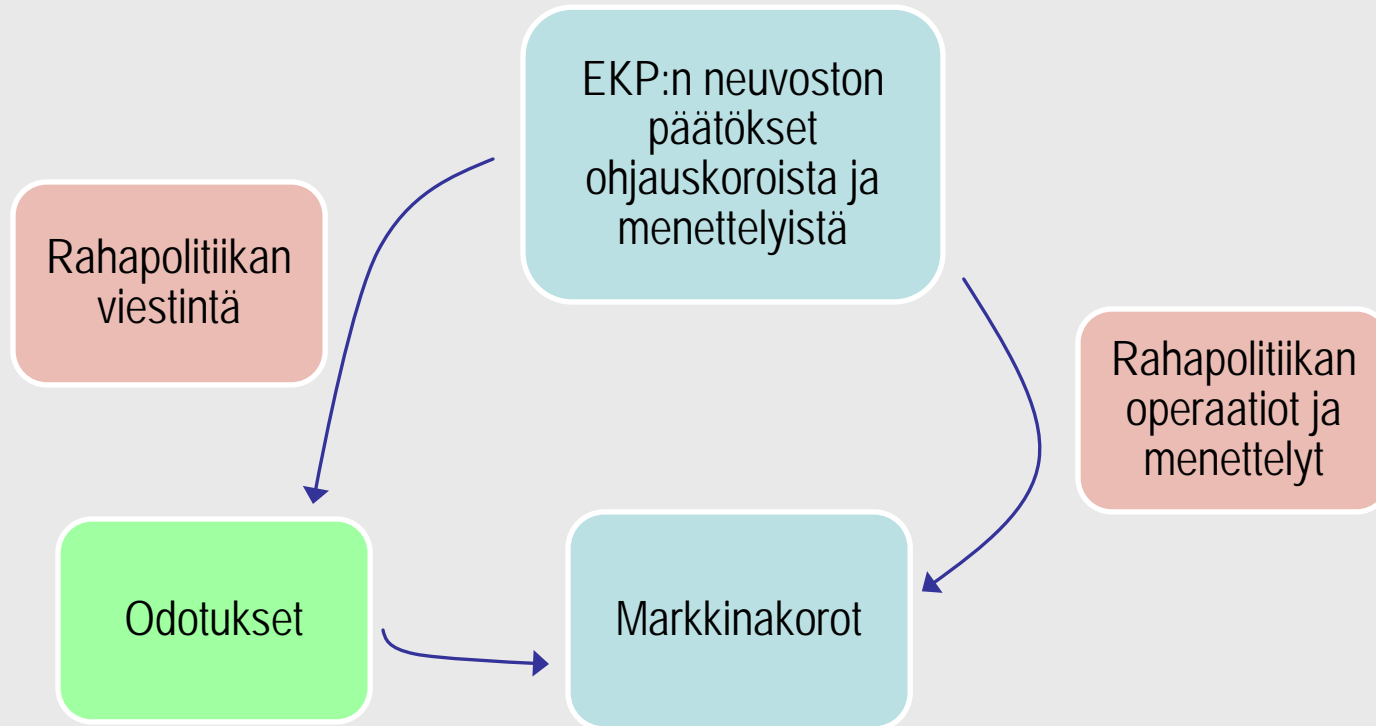 EKP:n neuvoston
päätökset
ohjauskoroista ja
menettelyistä
Rahapolitiikan
viestintä
Rahapolitiikan
operaatiot ja
menettelyt
Odotukset
Markkinakorot